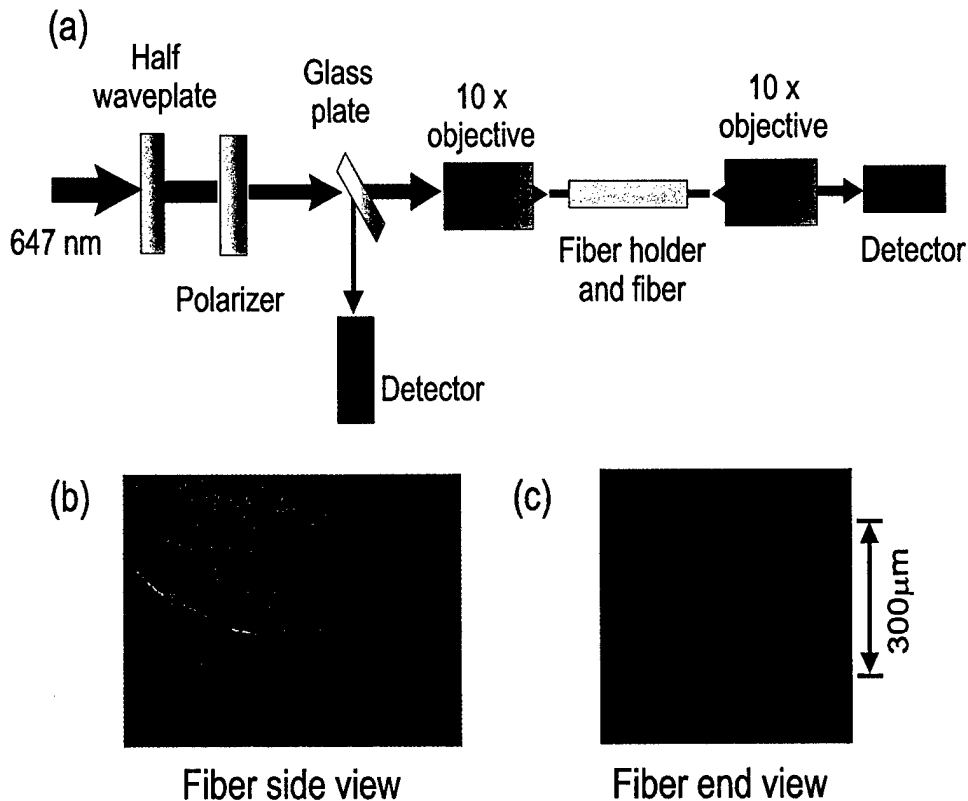 (a)
Half
waveplate
Glass
plate
10 x
objective
10 x
objective
647 nm
Polarizer
Fiber holder
and fiber
Detector
Detector
(b)
(c)
300μm
Fiber side view
Fiber end view